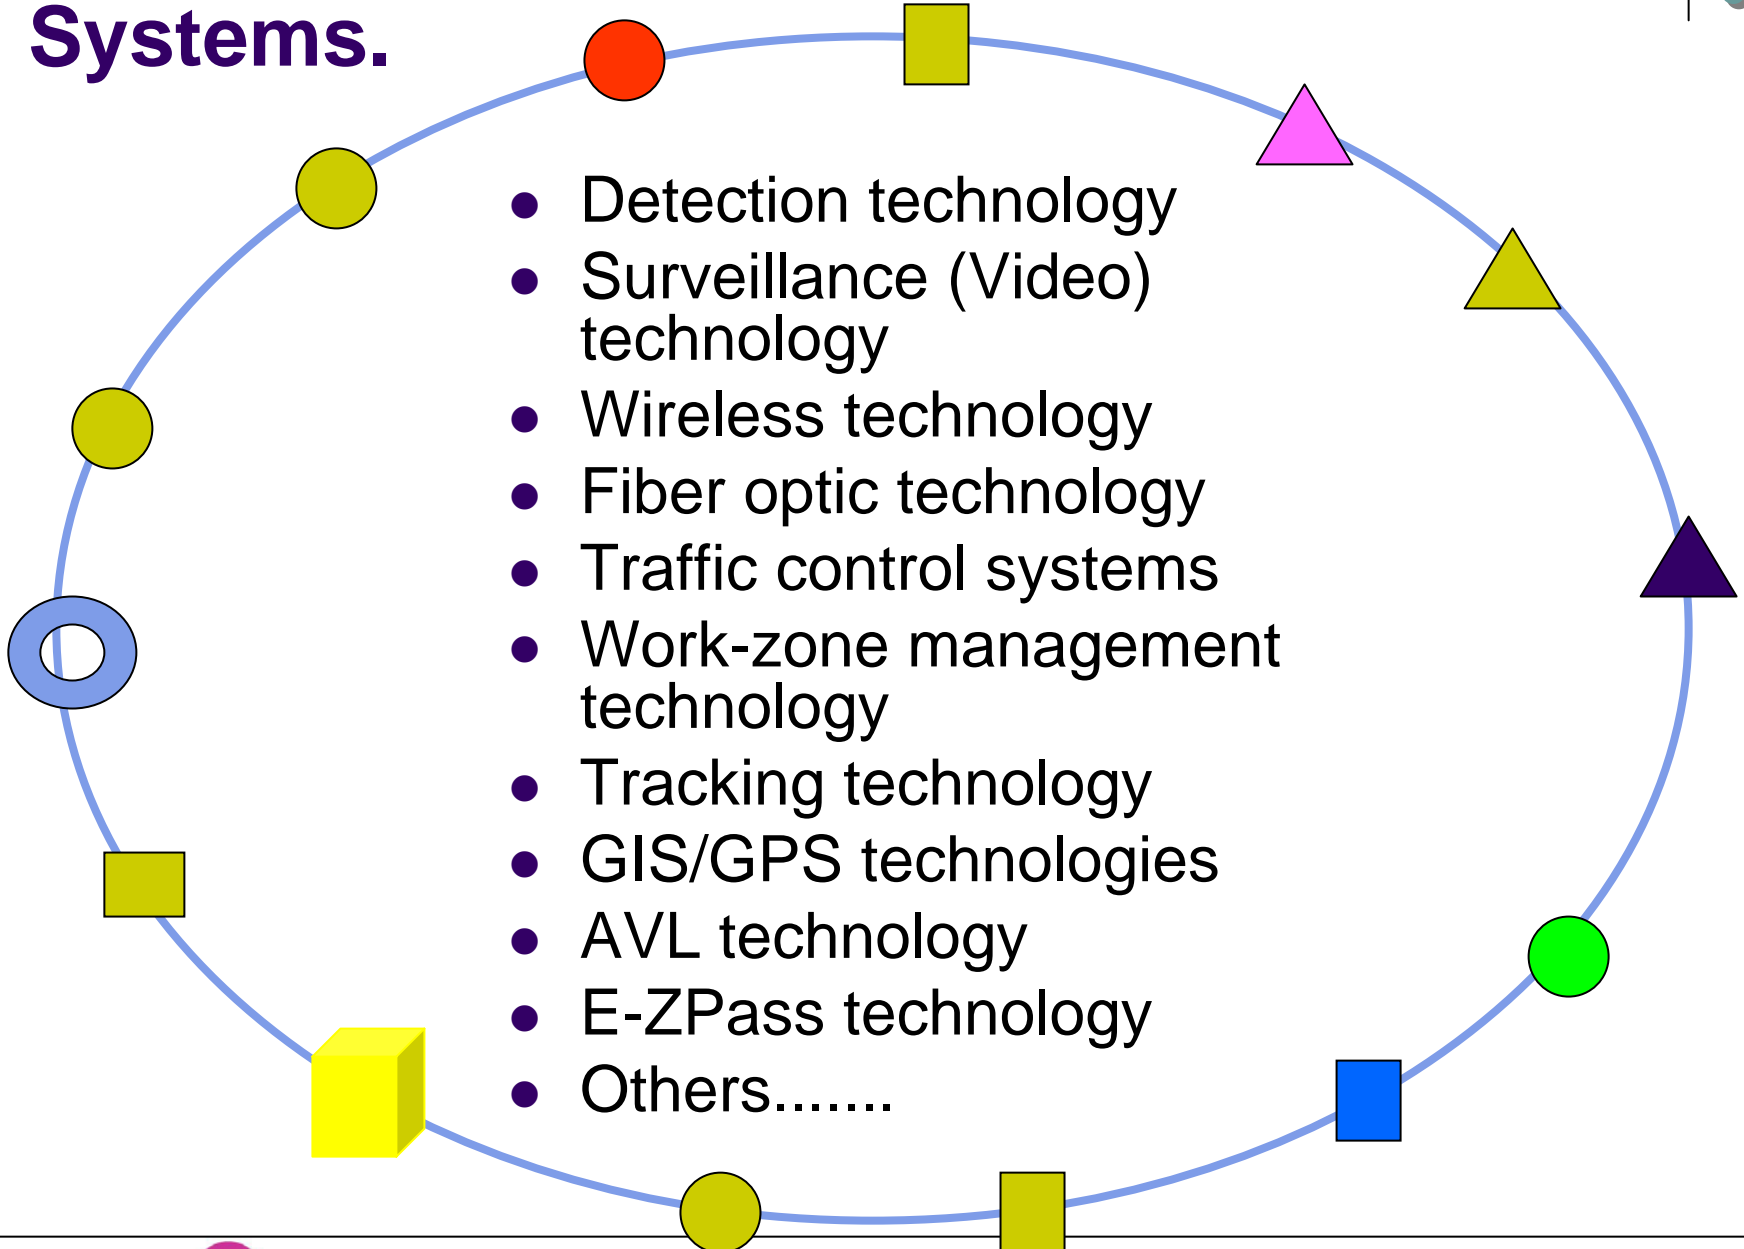 Systems.
● Detection technology
● Surveillance (Video)
technology
● Wireless technology
● Fiber optic technology
● Traffic control systems
● Work-zone management
technology
● Tracking technology
● GIS/GPS technologies
● AVL technology
● E-ZPass technology
● Others.......